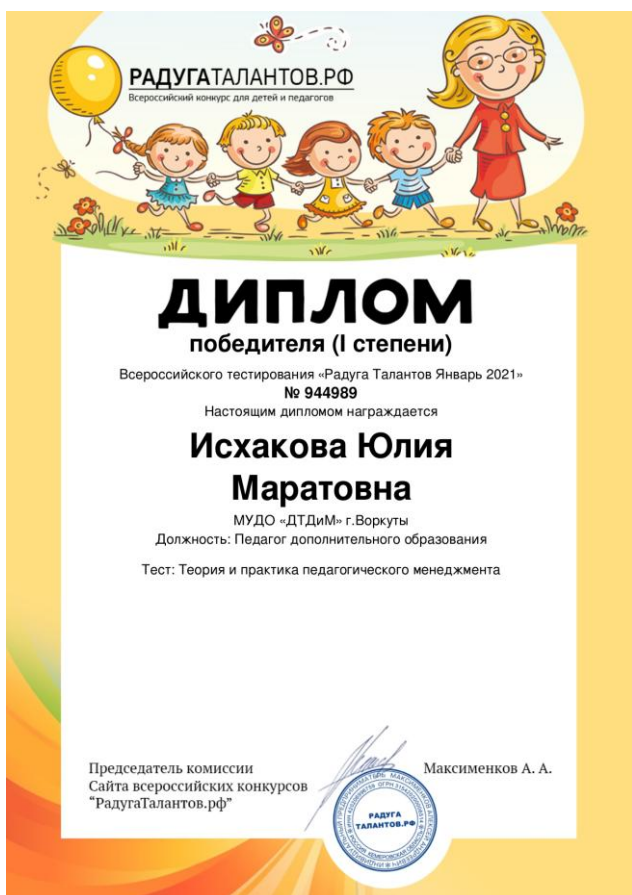 РАДУГАТАЛАНТОВ.РФ
Всероссийский конкурс для детей и педагогов
ДИПЛОМ
победителя (I степени)
Всероссийского тестирования «Радуга Талантов Январь 2021»
№ 944989
Настоящим дипломом награждается
Исхакова Юлия
Маратовна
МУДО «ДТДиМ» г.Воркуты
Должность: Педагог дополнительного образования
Тест: Теория и практика педагогического менеджмента
Председатель комиссии
Сайта всероссийских конкурсов
“РадугаТалантов.рф”
Максименков А. А.
РАДУГА
ТАЛАНТОВ.РФ